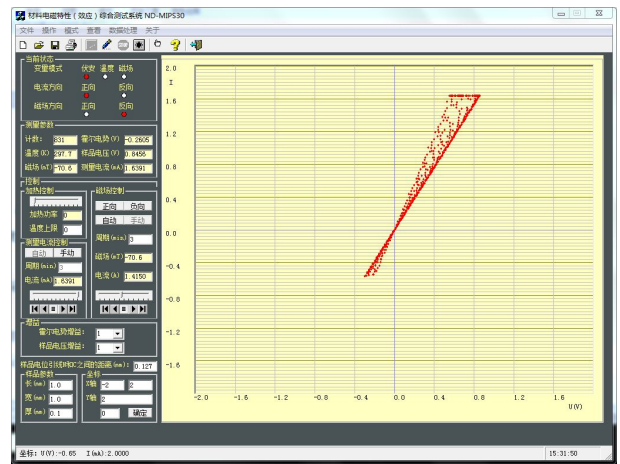 材料电磁特性（效应）综合测试系统 ND-MIPS30
文件 操作 模式 查看 数据处理 关于
当前状态
变量模式 伏安 温度 磁场
电流方向 正向 反向
磁场方向 正向 反向
测量参数
计数: 831 霍尔电势(V) -0.2605
温度(K) 297.7 样品电压(V) 0.8456
磁场(mT) -70.6 测量电流(mA) 1.6391
控制
加热控制
加热功率 0
温度上限 0
磁场控制
正向 负向
自动 手动
周期(min) 3
磁场(mT) -70.6
电流(A) 1.4150
测量电流控制
自动 手动
周期(min) 3
电流(mA) 1.6391
增益
霍尔电势增益: 1
样品电压增益: 1
样品电位引线M和C之间的距离(mm): 0.127
样品参数
长(mm) 1.0
宽(mm) 1.0
厚(mm) 0.1
坐标
X轴 -2 2
Y轴 2
0 确定
2.0
I
1.6
1.2
0.8
0.4
0.0
-0.4
-0.8
-1.2
-1.6
-2.0 -1.6 -1.2 -0.8 -0.4 0.0 0.4 0.8 1.2 1.6
U(V)
坐标: U(V):-0.65 I(mA):2.0000 15:31:50